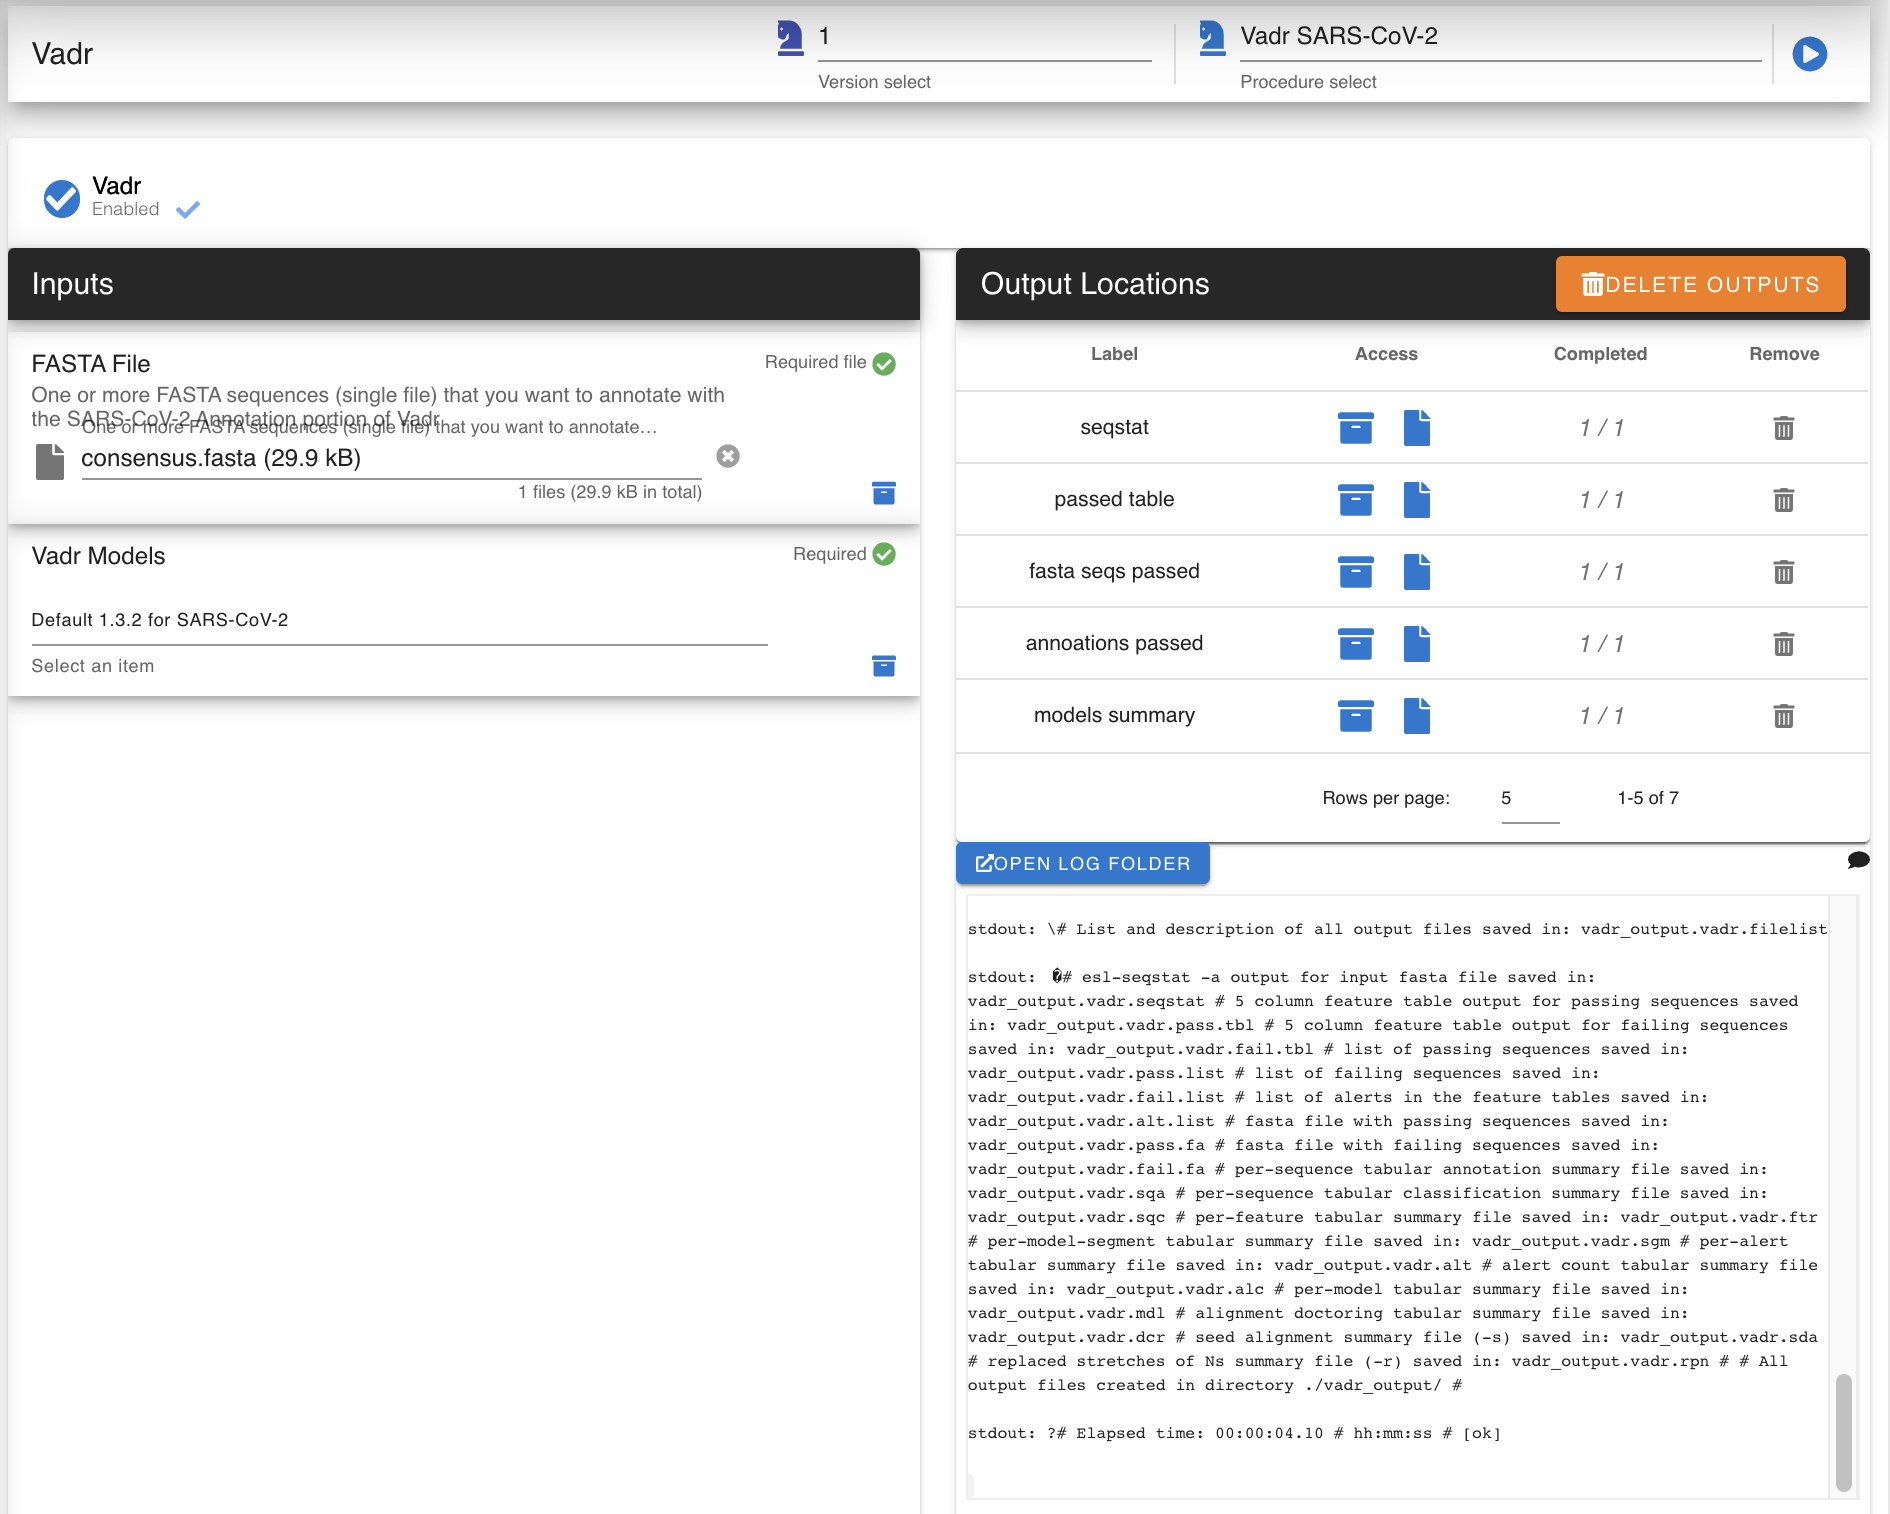 Vadr
1
Version select
Vadr SARS-CoV-2
Procedure select
Vadr
Enabled
Inputs
FASTA File
Required file
One or more FASTA sequences (single file) that you want to annotate with
the SARS-CoV-2 Annotation portion of Vadr
One or more FASTA sequences (single file) that you want to annotate…
consensus.fasta (29.9 kB)
1 files (29.9 kB in total)
Vadr Models
Required
Default 1.3.2 for SARS-CoV-2
Select an item
Output Locations
DELETE OUTPUTS
Label Access Completed Remove
seqstat 1 / 1
passed table 1 / 1
fasta seqs passed 1 / 1
annoations passed 1 / 1
models summary 1 / 1
Rows per page: 5 1-5 of 7
OPEN LOG FOLDER
stdout: \# List and description of all output files saved in: vadr_output.vadr.filelist
stdout: �# esl-seqstat -a output for input fasta file saved in:
vadr_output.vadr.seqstat # 5 column feature table output for passing sequences saved
in: vadr_output.vadr.pass.tbl # 5 column feature table output for failing sequences
saved in: vadr_output.vadr.fail.tbl # list of passing sequences saved in:
vadr_output.vadr.pass.list # list of failing sequences saved in:
vadr_output.vadr.fail.list # list of alerts in the feature tables saved in:
vadr_output.vadr.alt.list # fasta file with passing sequences saved in:
vadr_output.vadr.pass.fa # fasta file with failing sequences saved in:
vadr_output.vadr.fail.fa # per-sequence tabular annotation summary file saved in:
vadr_output.vadr.sqa # per-sequence tabular classification summary file saved in:
vadr_output.vadr.sqc # per-feature tabular summary file saved in: vadr_output.vadr.ftr
# per-model-segment tabular summary file saved in: vadr_output.vadr.sgm # per-alert
tabular summary file saved in: vadr_output.vadr.alt # alert count tabular summary file
saved in: vadr_output.vadr.alc # per-model tabular summary file saved in:
vadr_output.vadr.mdl # alignment doctoring tabular summary file saved in:
vadr_output.vadr.dcr # seed alignment summary file (-s) saved in: vadr_output.vadr.sda
# replaced stretches of Ns summary file (-r) saved in: vadr_output.vadr.rpn # # All
output files created in directory ./vadr_output/ #
stdout: ?# Elapsed time: 00:00:04.10 # hh:mm:ss # [ok]